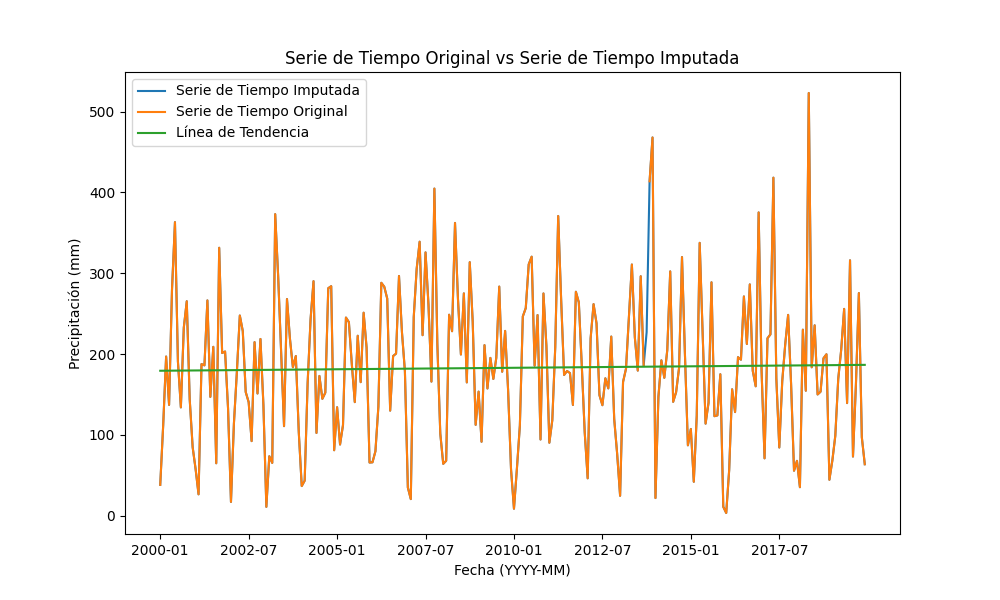 Serie de Tiempo Original vs Serie de Tiempo Imputada
Serie de Tiempo Imputada
Serie de Tiempo Original
Línea de Tendencia
500
400
300
200
100
0
Precipitación (mm)
2000-01 2002-07 2005-01 2007-07 2010-01 2012-07 2015-01 2017-07
Fecha (YYYY-MM)